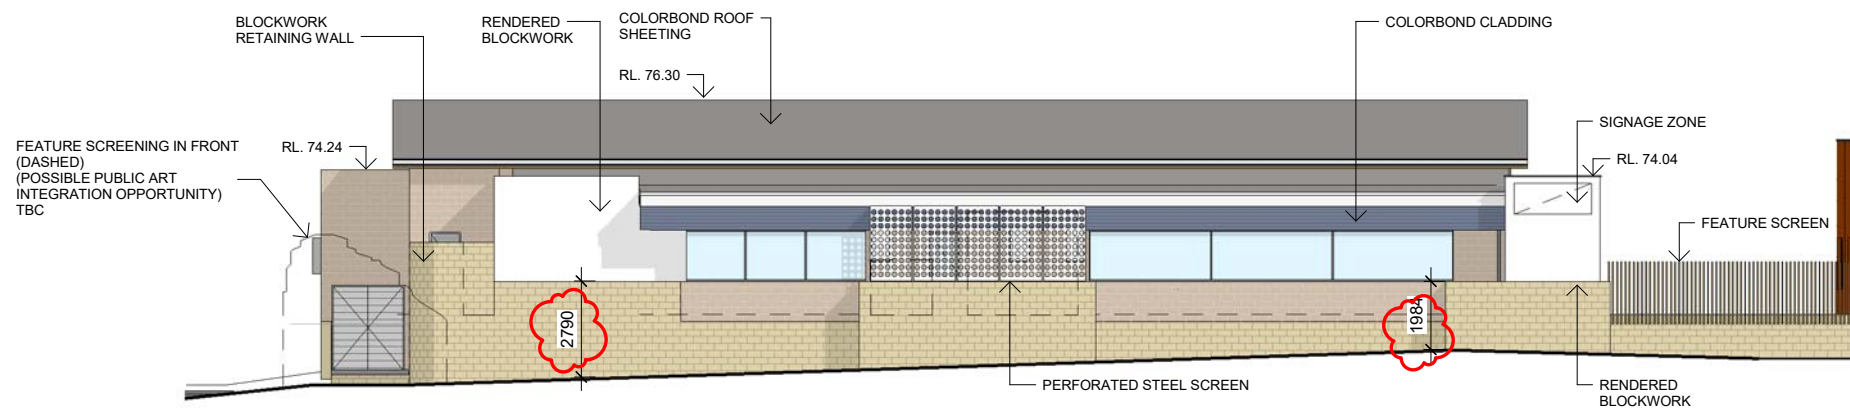 BLOCKWORK
RETAINING WALL
RENDERED
BLOCKWORK
COLORBOND ROOF
SHEETING
COLORBOND CLADDING
RL. 76.30
SIGNAGE ZONE
FEATURE SCREENING IN FRONT
(DASHED)
(POSSIBLE PUBLIC ART
INTEGRATION OPPORTUNITY)
TBC
RL. 74.24
RL. 74.04
FEATURE SCREEN
2790
1984
PERFORATED STEEL SCREEN
RENDERED
BLOCKWORK